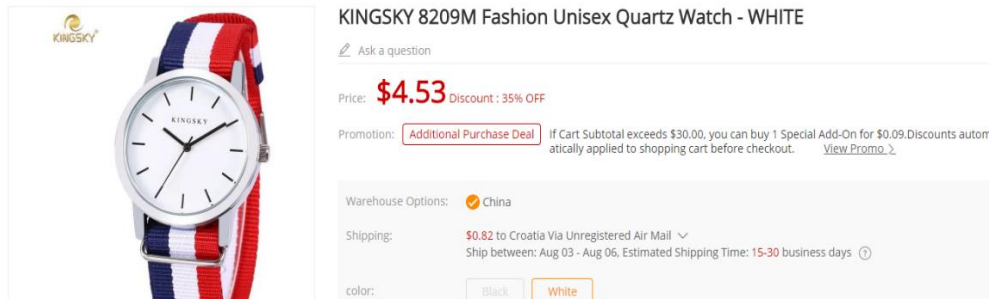 KINGSKY
KINGSKY
KINGSKY 8209M Fashion Unisex Quartz Watch - WHITE
Ask a question
Price: $4.53 Discount : 35% OFF
Promotion: Additional Purchase Deal If Cart Subtotal exceeds $30.00, you can buy 1 Special Add-On for $0.09.Discounts autom
atically applied to shopping cart before checkout. View Promo >
Warehouse Options: China
Shipping: $0.82 to Croatia Via Unregistered Air Mail
Ship between: Aug 03 - Aug 06, Estimated Shipping Time: 15-30 business days ?
color: Black White